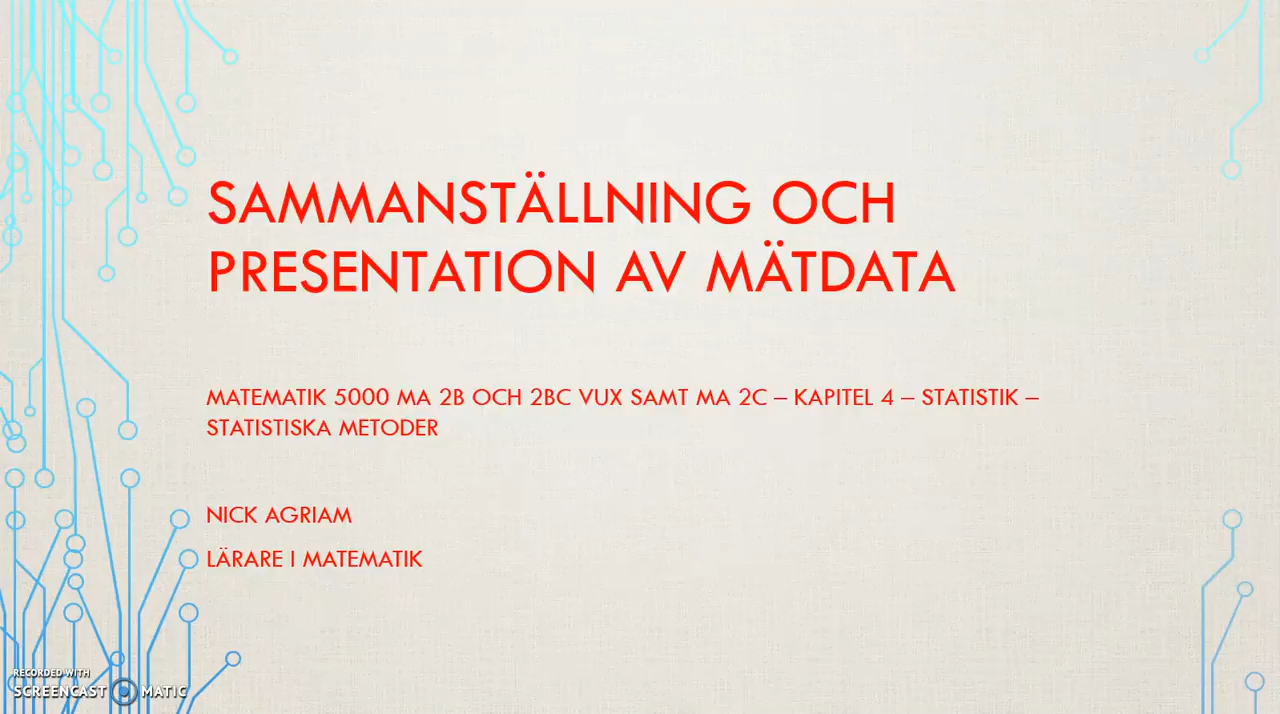 SAMMANSTÄLLNING OCH
PRESENTATION AV MÄTDATA
MATEMATIK 5000 MA 2B OCH 2BC VUX SAMT MA 2C – KAPITEL 4 – STATISTIK –
STATISTISKA METODER
NICK AGRIAM
LÄRARE I MATEMATIK
RECORDED WITH
SCREENCAST MATIC